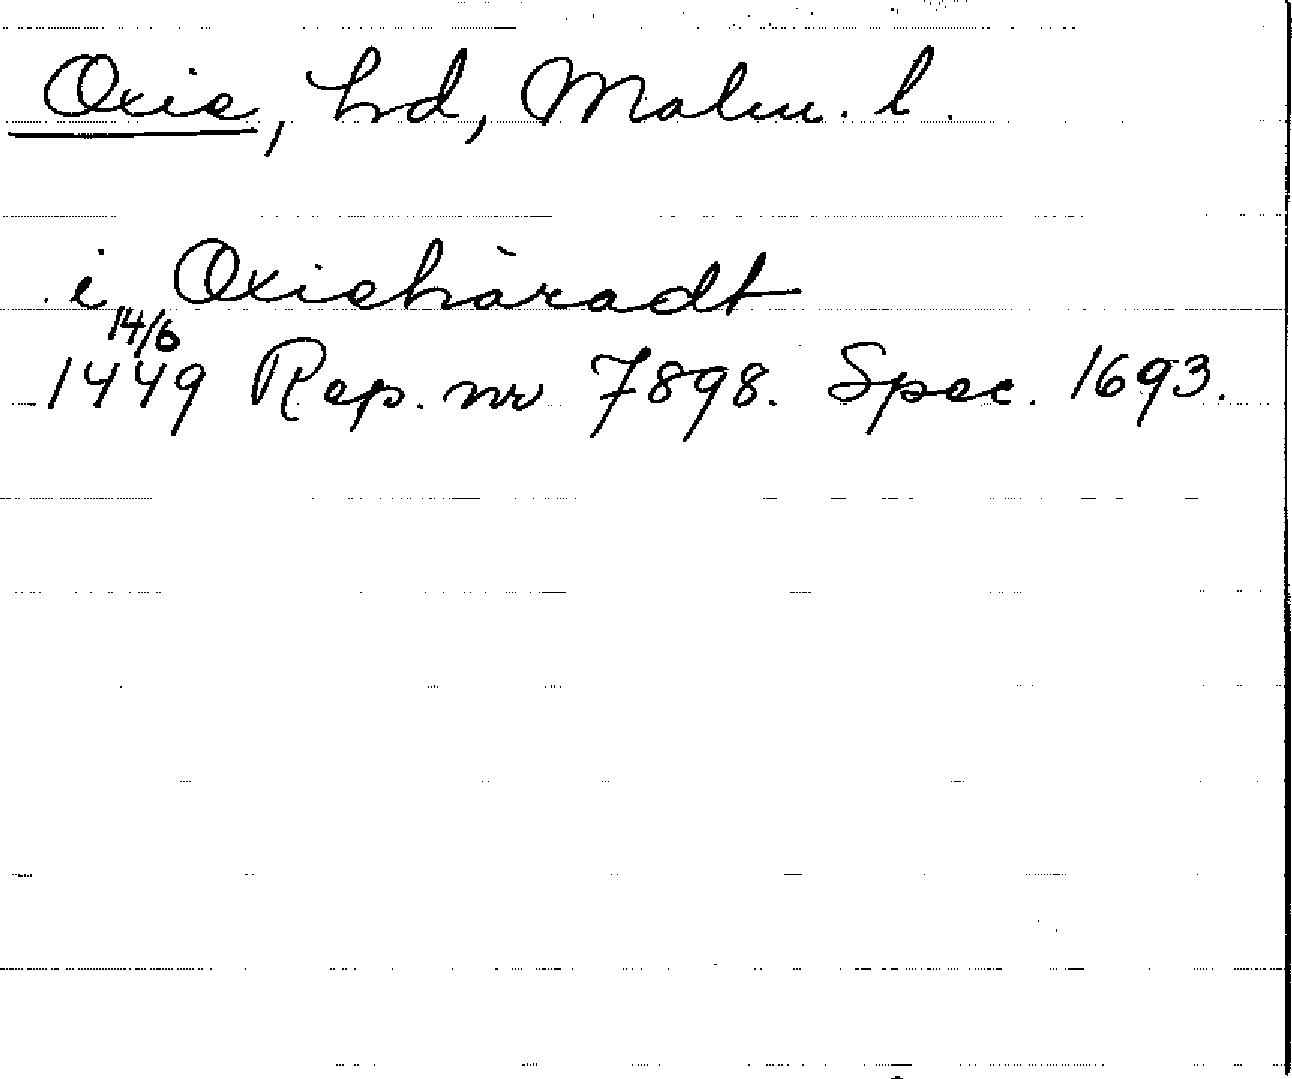 Oxie, hd, Malm. l.
i Oxiehäradt
14/6
1449 Rep. nr 7898. Spec. 1693.